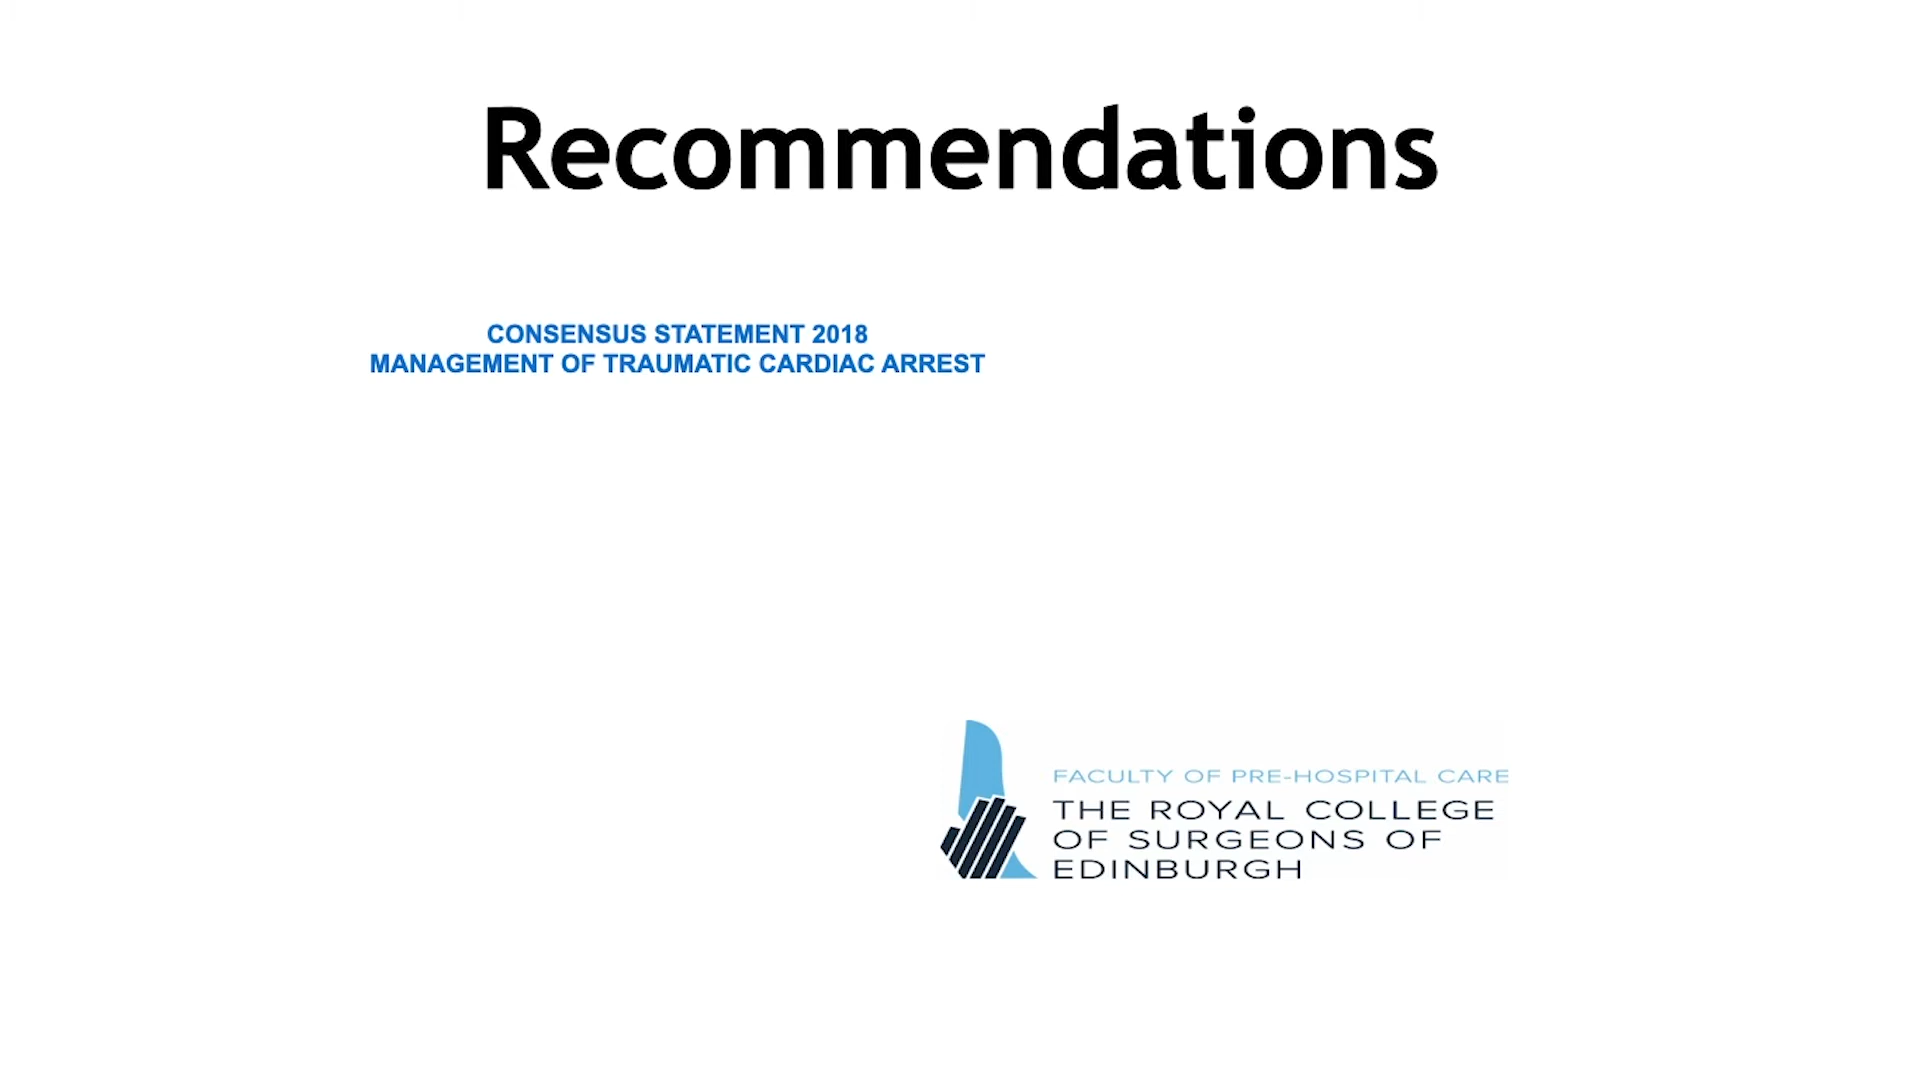 Recommendations
CONSENSUS STATEMENT 2018
MANAGEMENT OF TRAUMATIC CARDIAC ARREST
FACULTY OF PRE-HOSPITAL CARE
THE ROYAL COLLEGE
OF SURGEONS OF
EDINBURGH